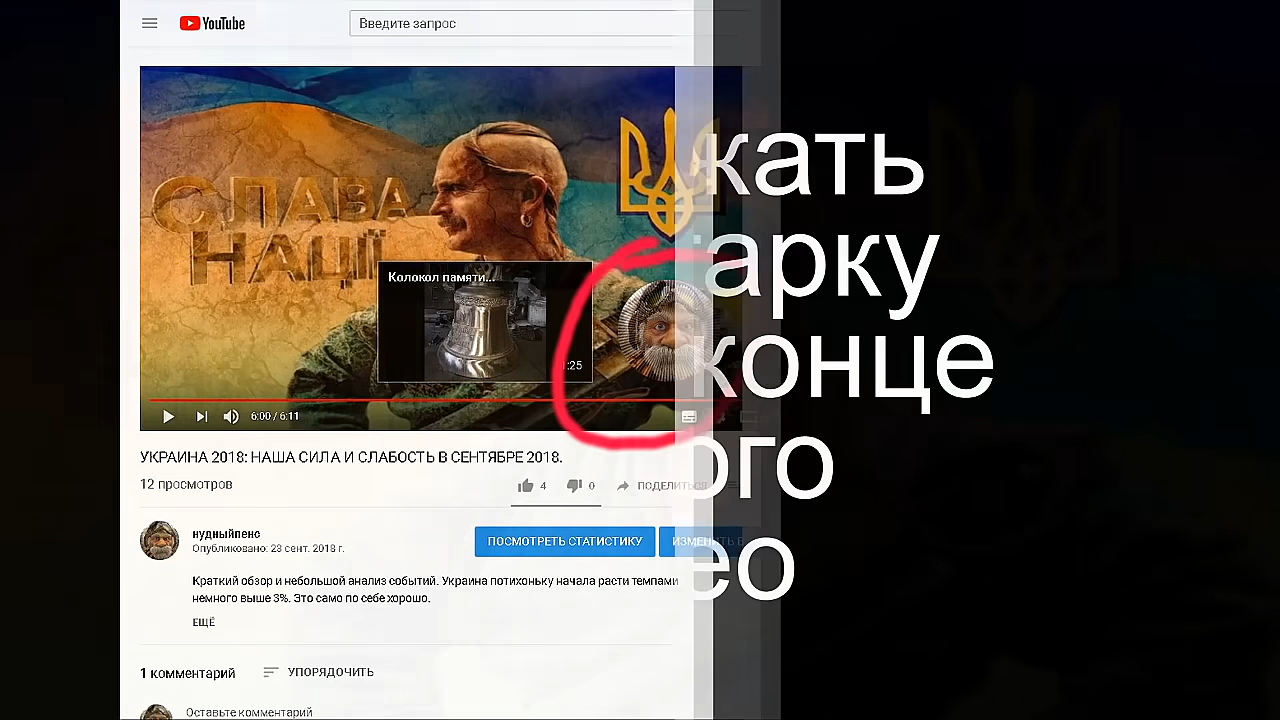 YouTube
Введите запрос
СЛАВА
НАЦІЇ
Колокол памяти...
1:25
6:00 / 6:11
УКРАИНА 2018: НАША СИЛА И СЛАБОСТЬ В СЕНТЯБРЕ 2018.
12 просмотров
4
0
ПОДЕЛИТЬСЯ
нудныйпенс
Опубликовано: 23 сент. 2018 г.
ПОСМОТРЕТЬ СТАТИСТИКУ
ИЗМЕНИТЬ В
Краткий обзор и небольшой анализ событий. Украина потихоньку начала расти темпами
немного выше 3%. Это само по себе хорошо.
ЕЩЁ
1 комментарий
УПОРЯДОЧИТЬ
Оставьте комментарий
кать
арку
конце
ого
ео